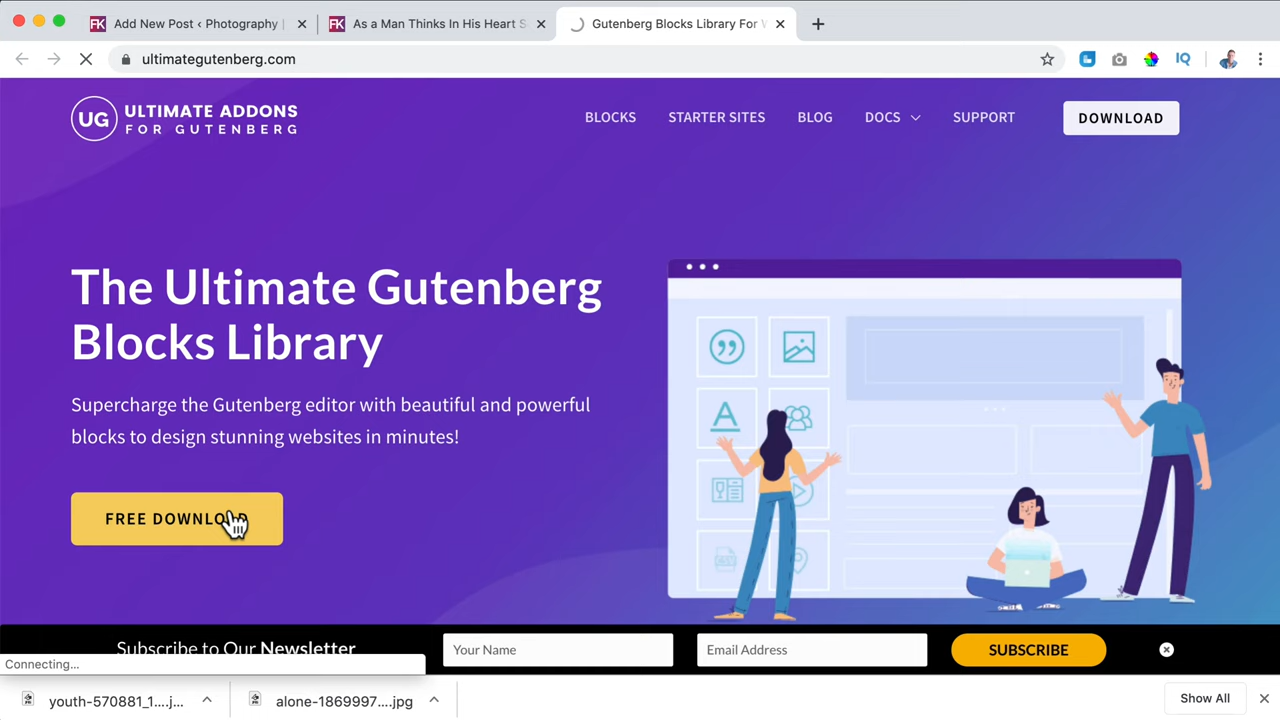 Add New Post ‹ Photography |
As a Man Thinks In His Heart S
Gutenberg Blocks Library For W
ultimategutenberg.com
IQ
UG
ULTIMATE ADDONS
FOR GUTENBERG
BLOCKS
STARTER SITES
BLOG
DOCS
SUPPORT
DOWNLOAD
The Ultimate Gutenberg
Blocks Library
Supercharge the Gutenberg editor with beautiful and powerful
blocks to design stunning websites in minutes!
FREE DOWNLOAD
Subscribe to Our Newsletter
Your Name
Email Address
SUBSCRIBE
Connecting...
youth-570881_1....j...
alone-1869997....jpg
Show All